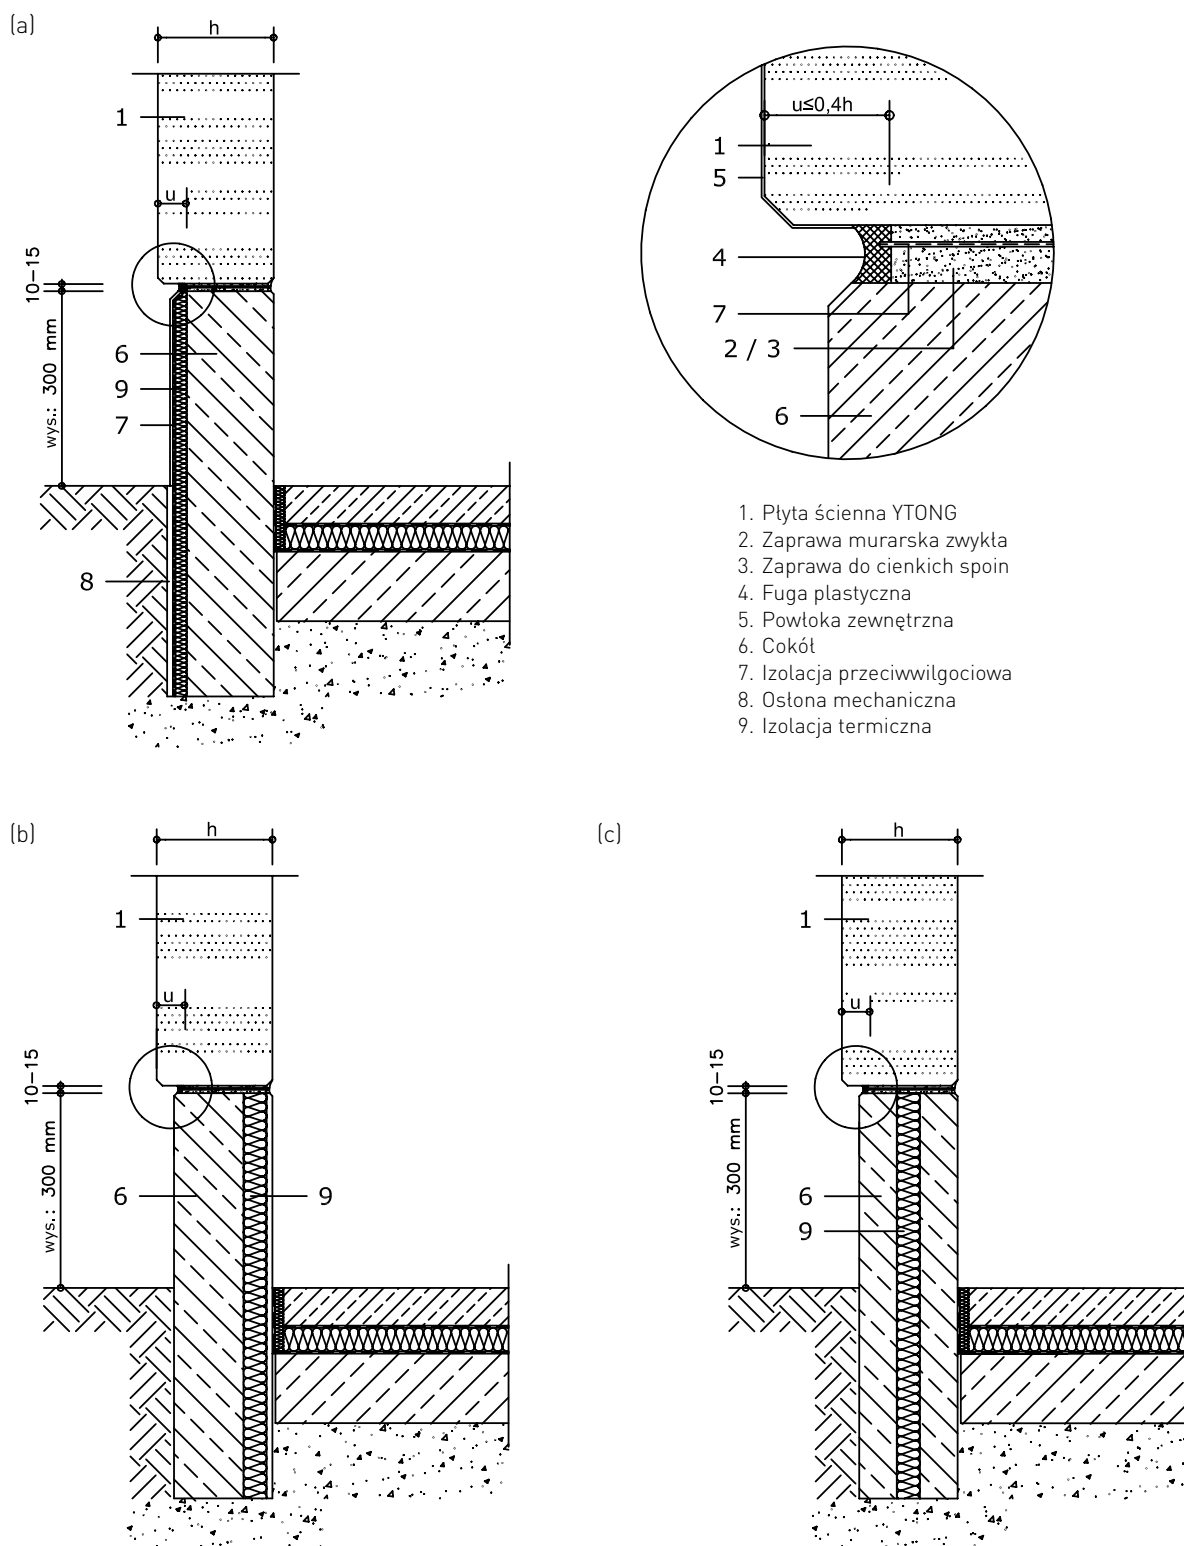 (a)
h
1
u
10–15
wys.: 300 mm
6
9
7
8
u≤0,4h
1
5
4
7
2 / 3
6
1. Płyta ścienna YTONG
2. Zaprawa murarska zwykła
3. Zaprawa do cienkich spoin
4. Fuga plastyczna
5. Powłoka zewnętrzna
6. Cokół
7. Izolacja przeciwwilgociowa
8. Osłona mechaniczna
9. Izolacja termiczna
(b)
h
1
u
10–15
wys.: 300 mm
6
9
(c)
h
1
u
10–15
wys.: 300 mm
6
9